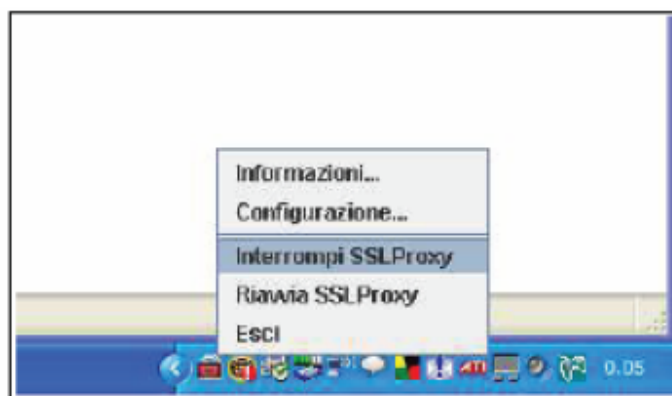 Informazioni...
Configurazione...
Interrompi SSLProxy
Riavvia SSLProxy
Esci
0.05